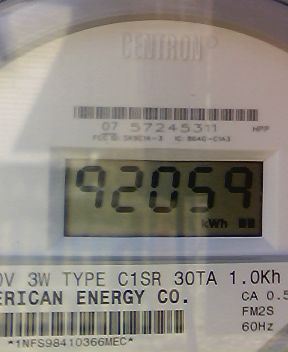 CENTRON®
07 57245311 NPP
92059
kWh
0V 3W TYPE C1SR 30TA 1.0Kh
ERICAN ENERGY CO. CA 0.5
FM2S
60Hz
*1NFS98410366MEC*